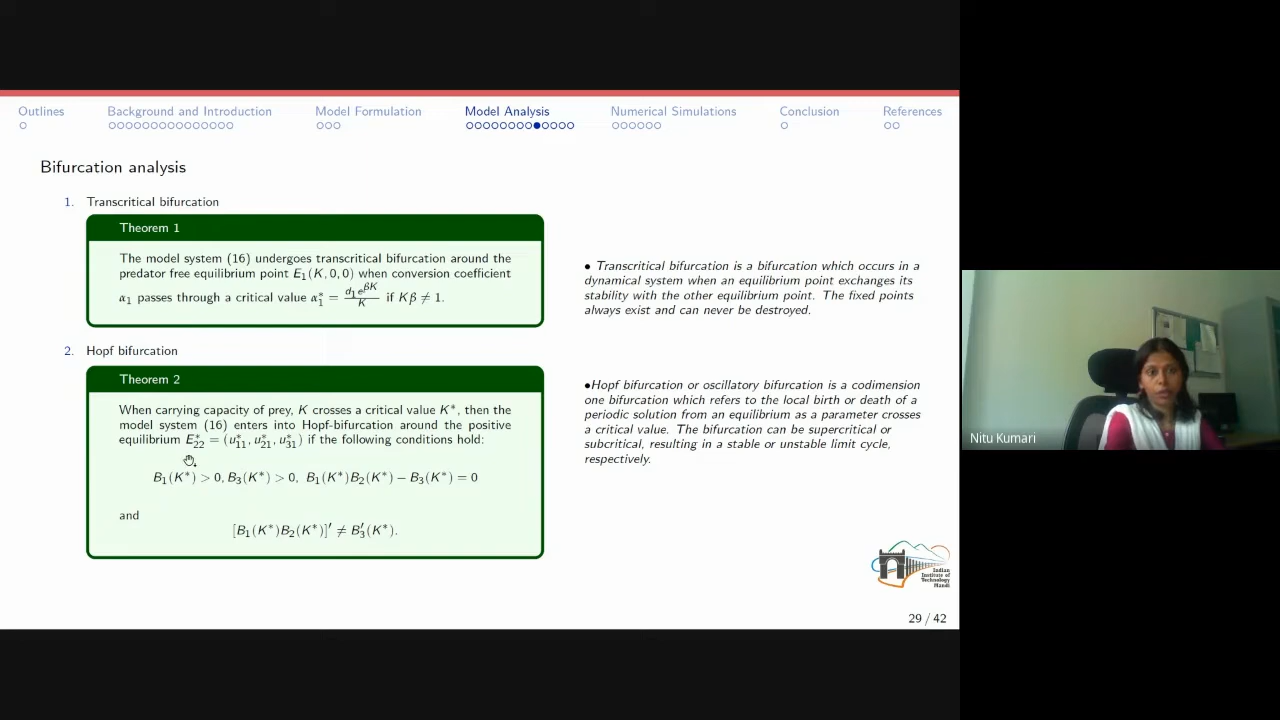 Outlines Background and Introduction Model Formulation Model Analysis Numerical Simulations Conclusion References
Bifurcation analysis
1. Transcritical bifurcation
Theorem 1
The model system (16) undergoes transcritical bifurcation around the
predator free equilibrium point E₁(K, 0, 0) when conversion coefficient
α₁ passes through a critical value α₁* = d₁e^{βK}/K if Kβ ≠ 1.
• Transcritical bifurcation is a bifurcation which occurs in a
dynamical system when an equilibrium point exchanges its
stability with the other equilibrium point. The fixed points
always exist and can never be destroyed.
2. Hopf bifurcation
Theorem 2
When carrying capacity of prey, K crosses a critical value K*, then the
model system (16) enters into Hopf-bifurcation around the positive
equilibrium E₂₂* = (u₁₁*, u₂₁*, u₃₁*) if the following conditions hold:
B₁(K*) > 0, B₃(K*) > 0, B₁(K*)B₂(K*) − B₃(K*) = 0
and
[B₁(K*)B₂(K*)]′ ≠ B₃′(K*).
•Hopf bifurcation or oscillatory bifurcation is a codimension
one bifurcation which refers to the local birth or death of a
periodic solution from an equilibrium as a parameter crosses
a critical value. The bifurcation can be supercritical or
subcritical, resulting in a stable or unstable limit cycle,
respectively.
Indian
Institute of
Technology
Mandi
29 / 42
Nitu Kumari